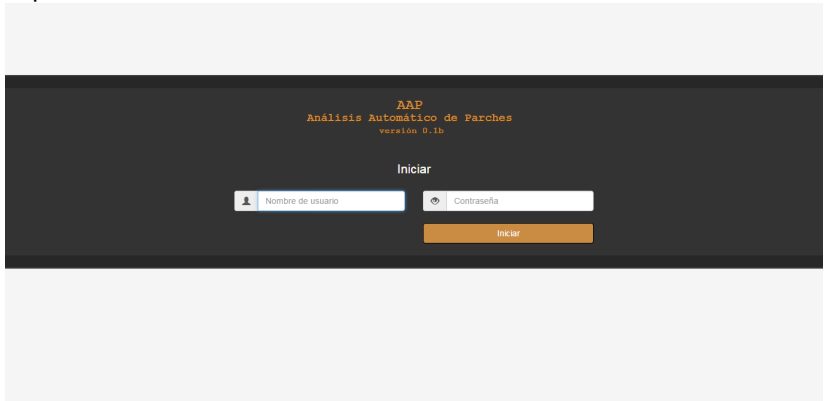 AAP
Análisis Automático de Parches
versión 0.1b
Iniciar
Nombre de usuario
Contraseña
Iniciar